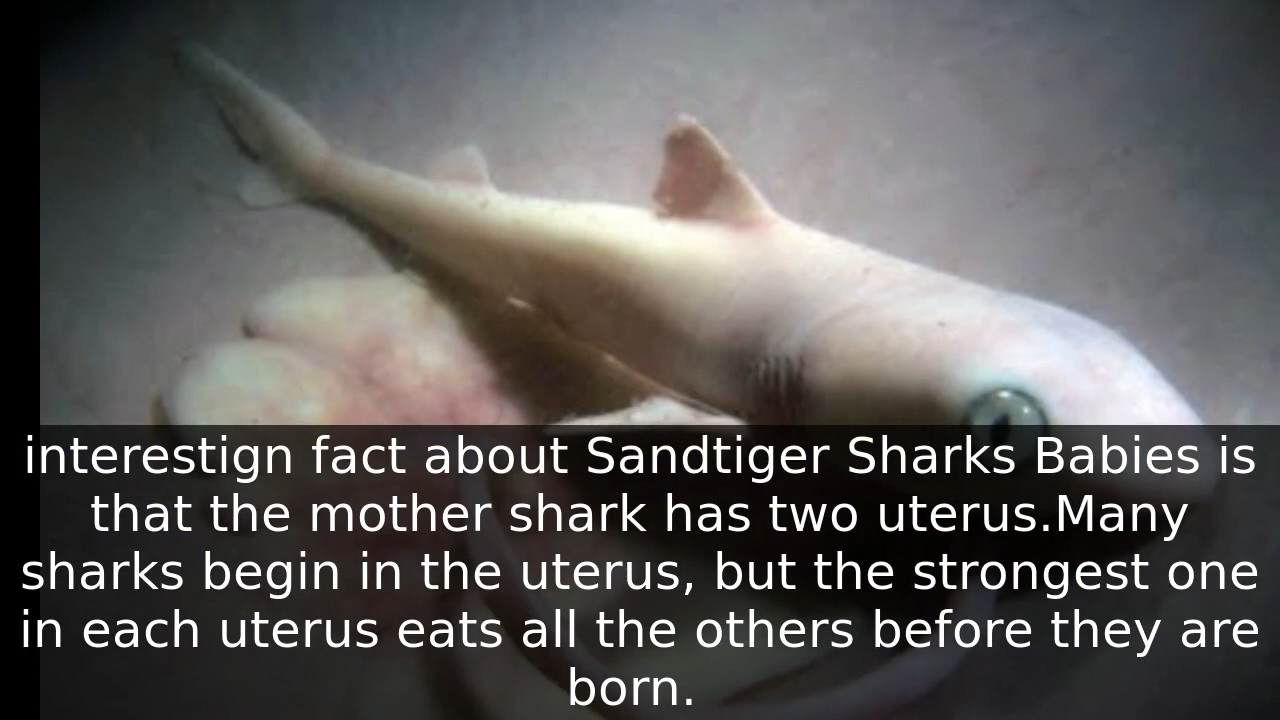 interestign fact about Sandtiger Sharks Babies is
that the mother shark has two uterus.Many
sharks begin in the uterus, but the strongest one
in each uterus eats all the others before they are
born.